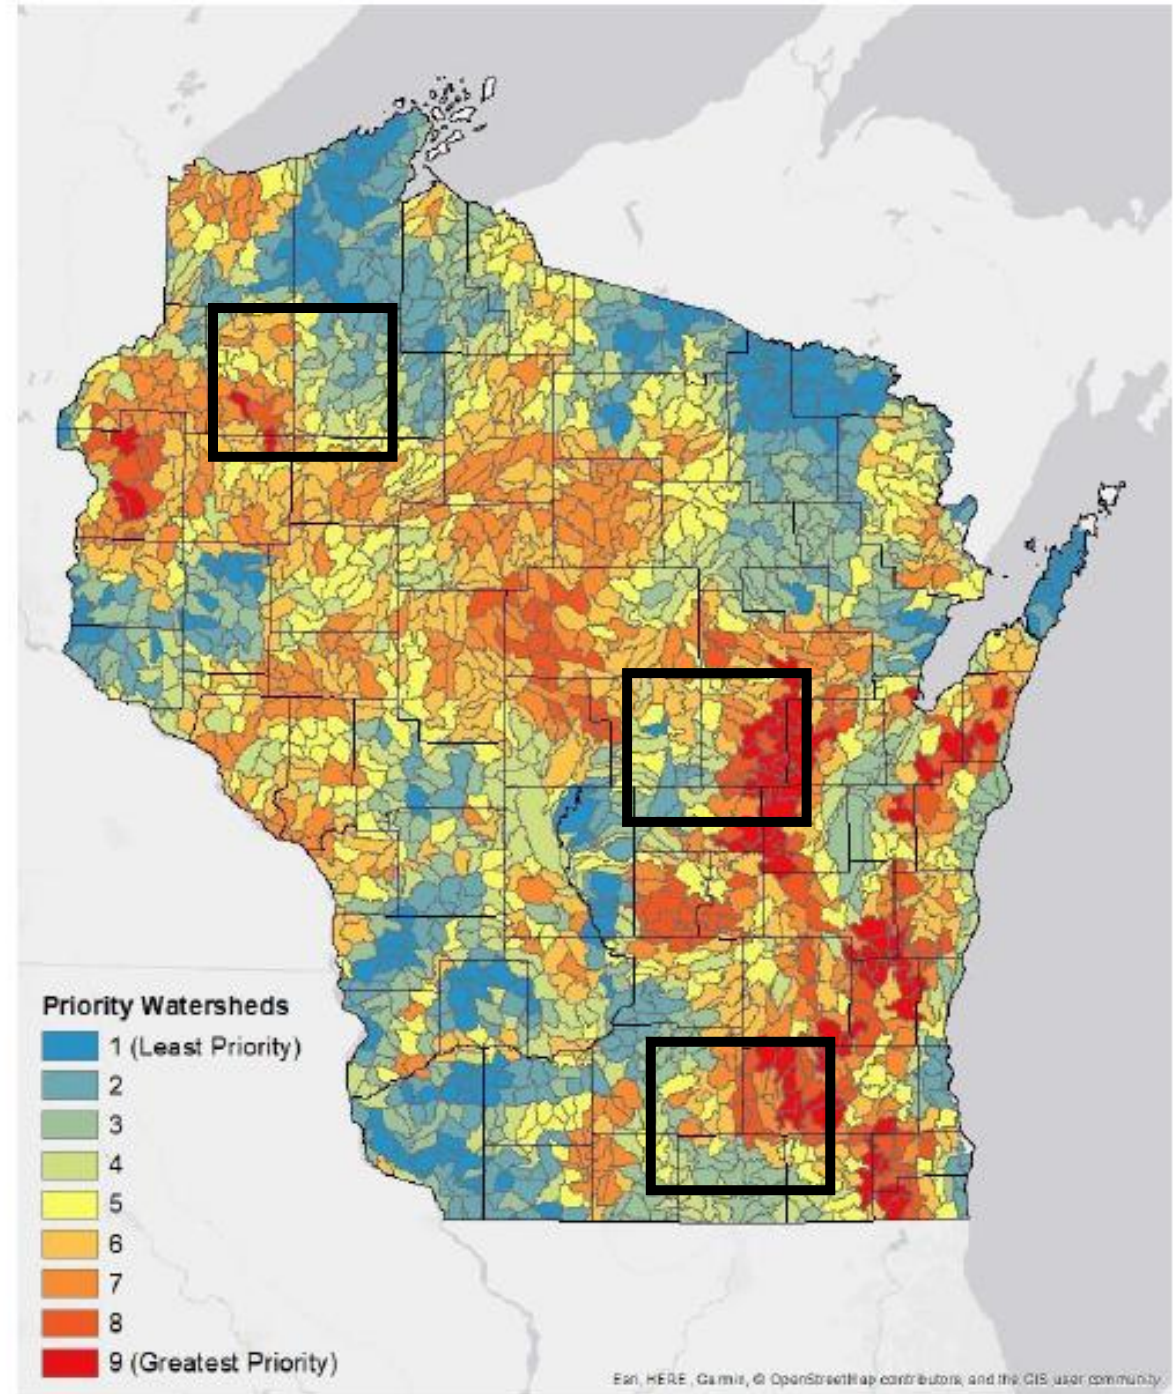 Priority Watersheds
1 (Least Priority)
2
3
4
5
6
7
8
9 (Greatest Priority)
Esri, HERE, Garmin, © OpenStreetMap contributors, and the GIS user community